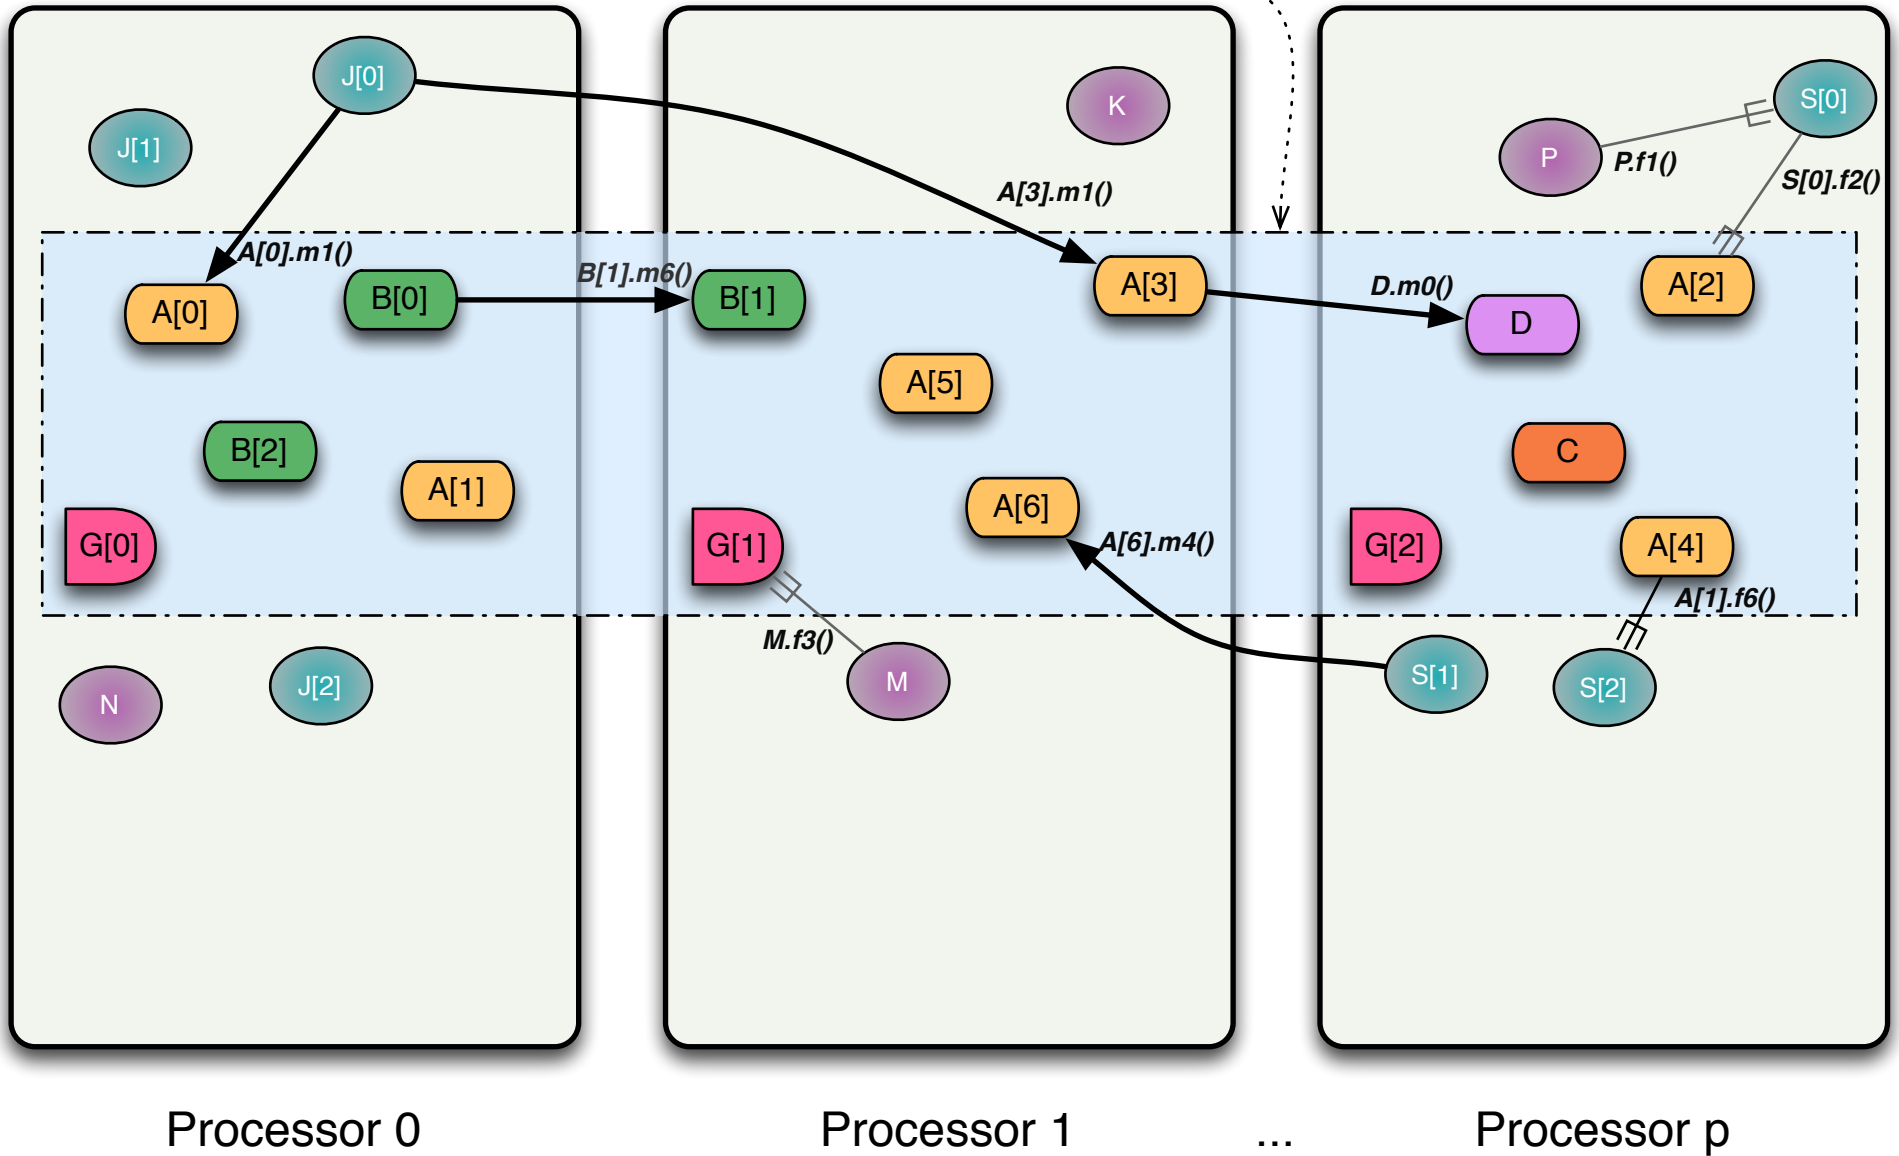 J[0]
J[1]
K
S[0]
P
P.f1()
S[0].f2()
A[3].m1()
A[0].m1()
B[1].m6()
D.m0()
A[0]
B[0]
B[1]
A[3]
D
A[2]
A[5]
B[2]
A[1]
C
A[6]
G[0]
G[1]
A[6].m4()
G[2]
A[4]
A[1].f6()
M.f3()
N
J[2]
M
S[1]
S[2]
Processor 0
Processor 1
...
Processor p